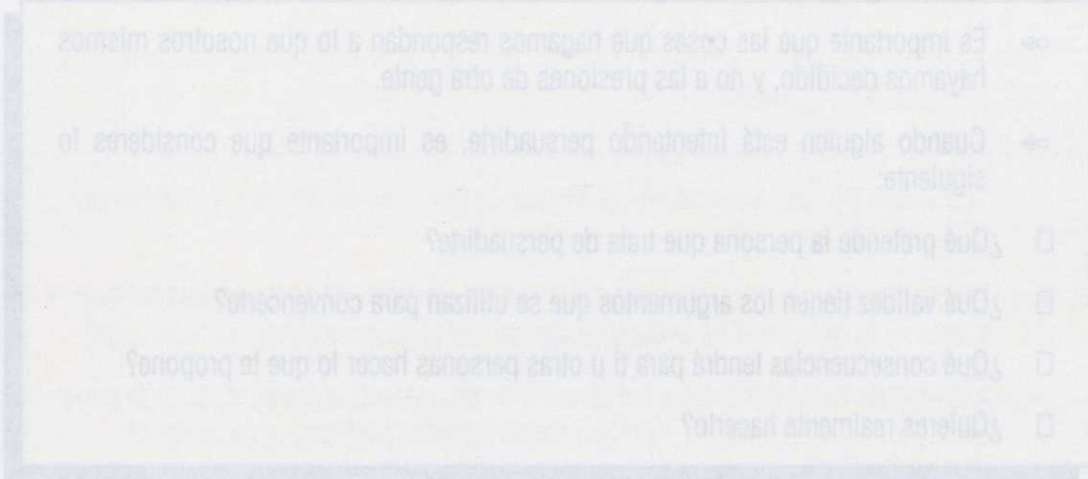 Es importante que las cosas que hagamos respondan a lo que nosotros mismos
hayamos decidido, y no a las presiones de otra gente.
Cuando alguien está intentando persuadirte, es importante que consideres lo
siguiente:
¿Qué pretende la persona que trata de persuadirte?
¿Qué validez tienen los argumentos que se utilizan para convencerte?
¿Qué consecuencias tendrá para ti u otras personas hacer lo que te propone?
¿Quieres realmente hacerlo?